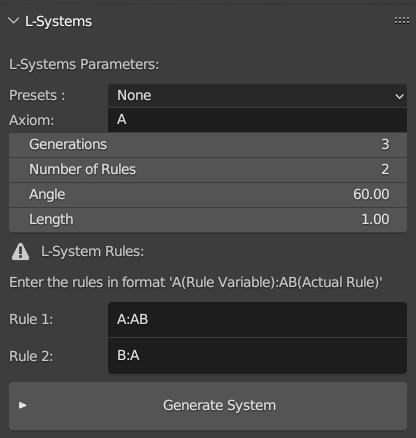 L-Systems
L-Systems Parameters:
Presets : None
Axiom: A
Generations 3
Number of Rules 2
Angle 60.00
Length 1.00
L-System Rules:
Enter the rules in format 'A(Rule Variable):AB(Actual Rule)'
Rule 1: A:AB
Rule 2: B:A
Generate System